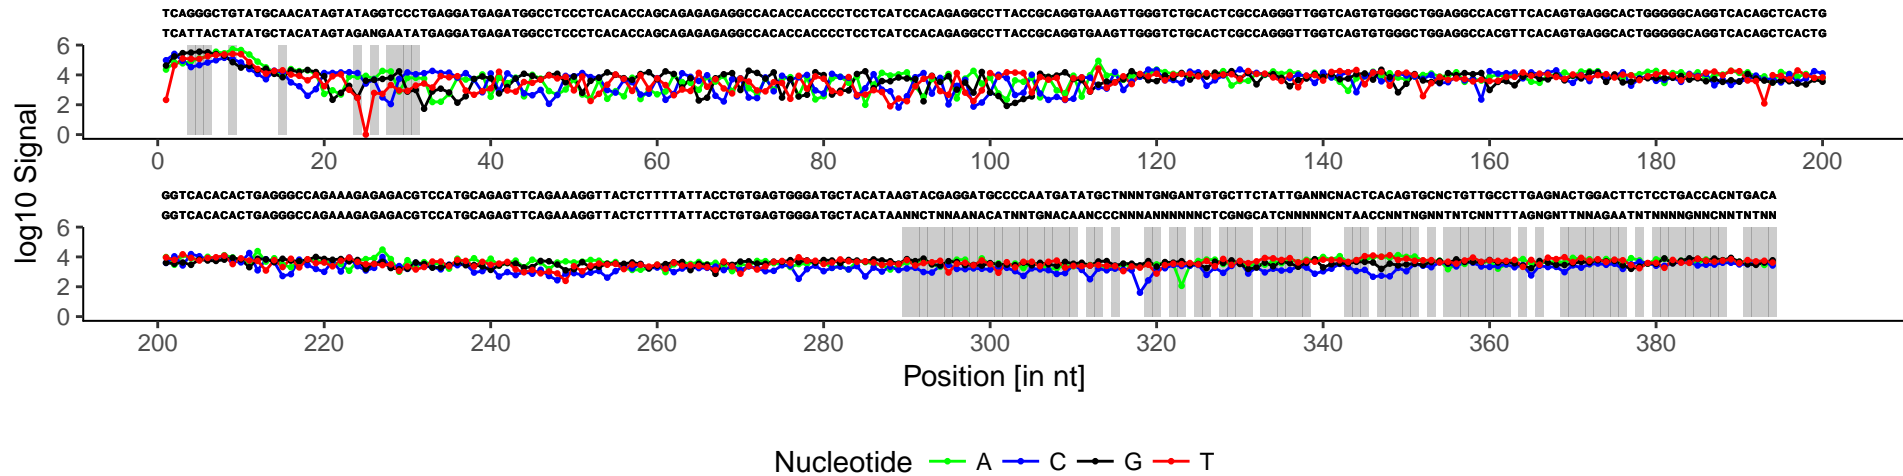 TCAGGGCTGTATGCAACATAGTATAGGTCCCTGAGGATGAGATGGCCTCCCTCACACCAGCAGAGAGAGGCCACACCACCCCTCCTCATCCACAGAGGCCTTACCGCAGGTGAAGTTGGGTCTGCACTCGCCAGGGTTGGTCAGTGTGGGCTGGAGGCCACGTTCACAGTGAGGCACTGGGGGCAGGTCACAGCTCACTG
TCATTACTATATGCTACATAGTAGANGAATATGAGGATGAGATGGCCTCCCTCACACCAGCAGAGAGAGGCCACACCACCCCTCCTCATCCACAGAGGCCTTACCGCAGGTGAAGTTGGGTCTGCACTCGCCAGGGTTGGTCAGTGTGGGCTGGAGGCCACGTTCACAGTGAGGCACTGGGGGCAGGTCACAGCTCACTG
6
4
2
0
0 20 40 60 80 100 120 140 160 180 200
log10 Signal
GGTCACACACTGAGGGCCAGAAAGAGAGACGTCCATGCAGAGTTCAGAAAGGTTACTCTTTTATTACCTGTGAGTGGGATGCTACATAAGTACGAGGATGCCCCAATGATATGCTNNNTGNGANTGTGCTTCTATTGANNCNACTCACAGTGCNCTGTTGCCTTGAGNACTGGACTTCTCCTGACCACNTGACA
GGTCACACACTGAGGGCCAGAAAGAGAGACGTCCATGCAGAGTTCAGAAAGGTTACTCTTTTATTACCTGTGAGTGGGATGCTACATAANNCTNNAANACATNNTGNACAANCCCNNNANNNNNNCTCGNGCATCNNNNNCNTAACCNNTNGNNTNTCNNTTTAGNGNTTNNAGAATNTNNNNGNNCNNTNTNN
6
4
2
0
200 220 240 260 280 300 320 340 360 380
Position [in nt]
Nucleotide A C G T